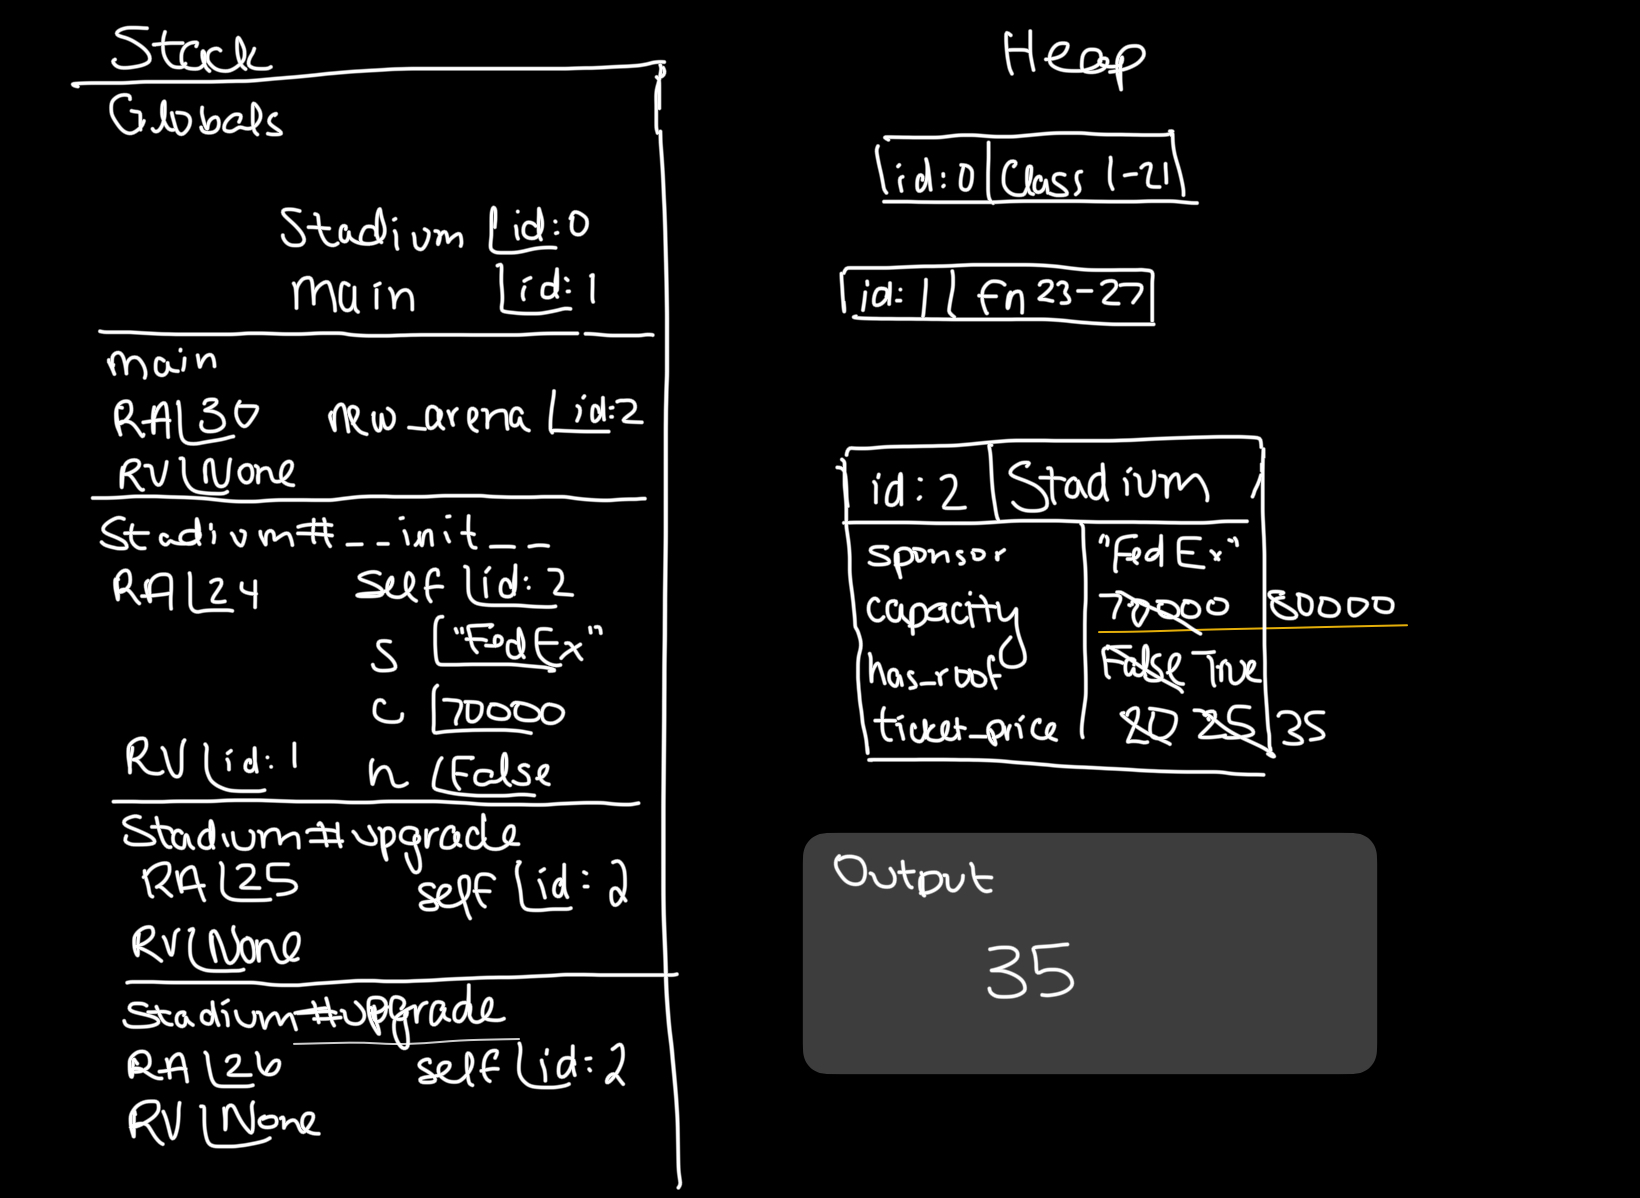 Stack
Globals
Stadium id:0
main id:1
main
RA 30 new_arena id:2
RV None
Stadium#__init__
RA 24 self id:2
s "FedEx"
c 70000
RV id:1 h False
Stadium#upgrade
RA 25 self id:2
RV None
Stadium#upgrade
RA 26 self id:2
RV None
Heap
id:0 Class 1-21
id:1 fn 23-27
id:2 Stadium
sponsor "FedEx"
capacity 70000 80000
has_roof False True
ticket_price 20 25 35
Output
35